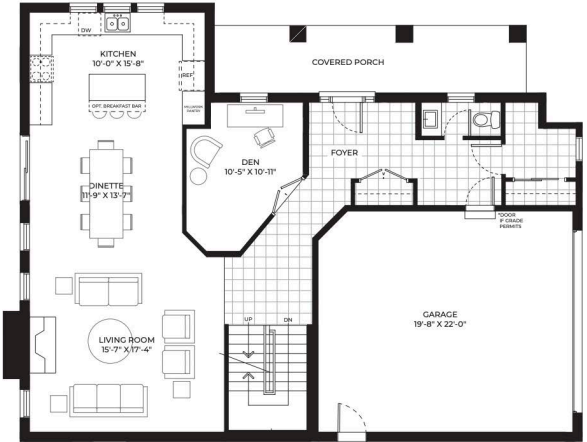 DW
KITCHEN
10'-0" X 15'-8"
COVERED PORCH
REF
OPT. BREAKFAST BAR
MILLWORK
PANTRY
DEN
10'-5" X 10'-11"
FOYER
DINETTE
11'-9" X 13'-7"
*DOOR
IF GRADE
PERMITS
UP
DN
GARAGE
19'-8" X 22'-0"
LIVING ROOM
15'-7" X 17'-4"